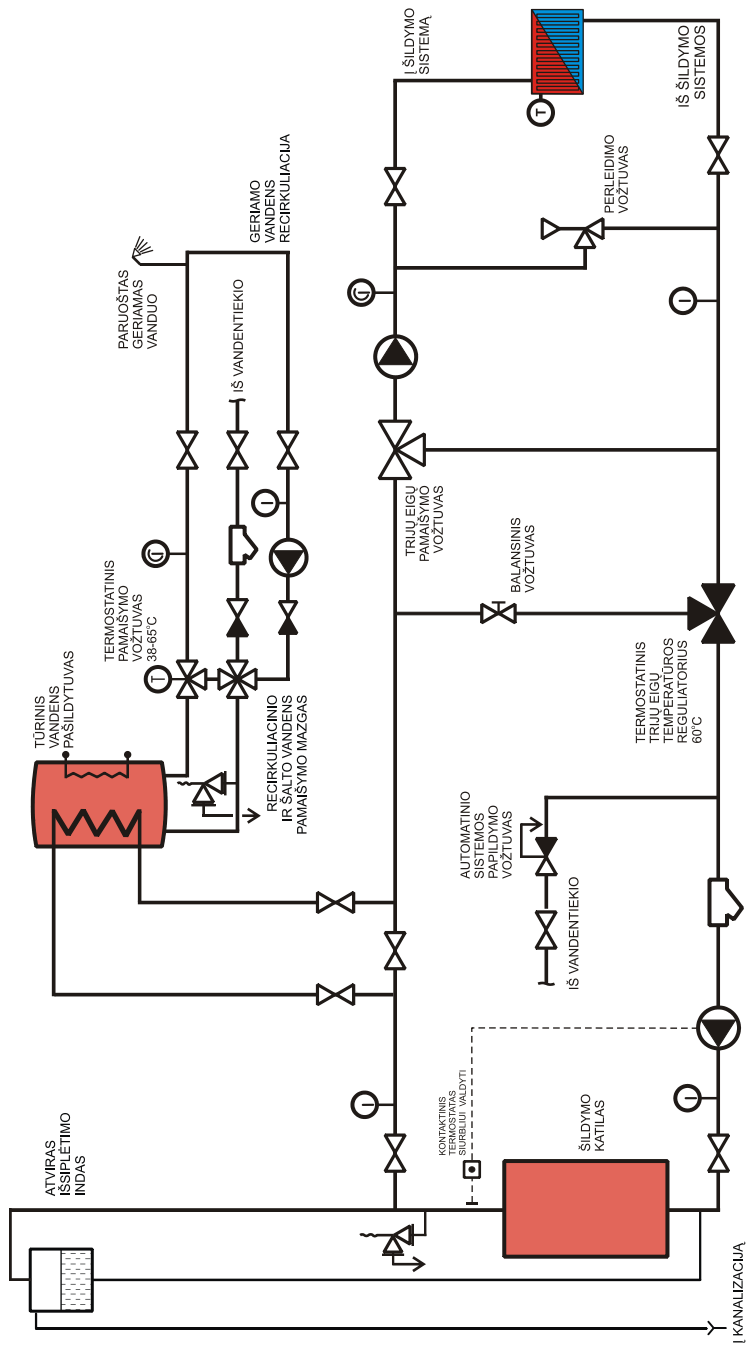 ATVIRAS
IŠSIPLĖTIMO
INDAS
Į KANALIZACIJĄ
TŪRINIS
VANDENS
PAŠILDYTUVAS
TERMOSTATINIS
PAMAIŠYMO
VOŽTUVAS
38-65°C
T
PARUOŠTAS
GERIAMAS
VANDUO
GERIAMO
VANDENS
RECIRKULIACIJA
IŠ VANDENTIEKIO
RECIRKULIACINIO
IR ŠALTO VANDENS
PAMAIŠYMO MAZGAS
Į ŠILDYMO
SISTEMĄ
T
IŠ ŠILDYMO
SISTEMOS
PERLEIDIMO
VOŽTUVAS
TRIJŲ EIGŲ
PAMAIŠYMO
VOŽTUVAS
BALANSINIS
VOŽTUVAS
TERMOSTATINIS
TRIJŲ EIGŲ
TEMPERATŪROS
REGULIATORIUS
60°C
AUTOMATINIO
SISTEMOS
PAPILDYMO
VOŽTUVAS
IŠ VANDENTIEKIO
KONTAKTINIS
TERMOSTATAS
SIURBLIUI VALDYTI
ŠILDYMO
KATILAS